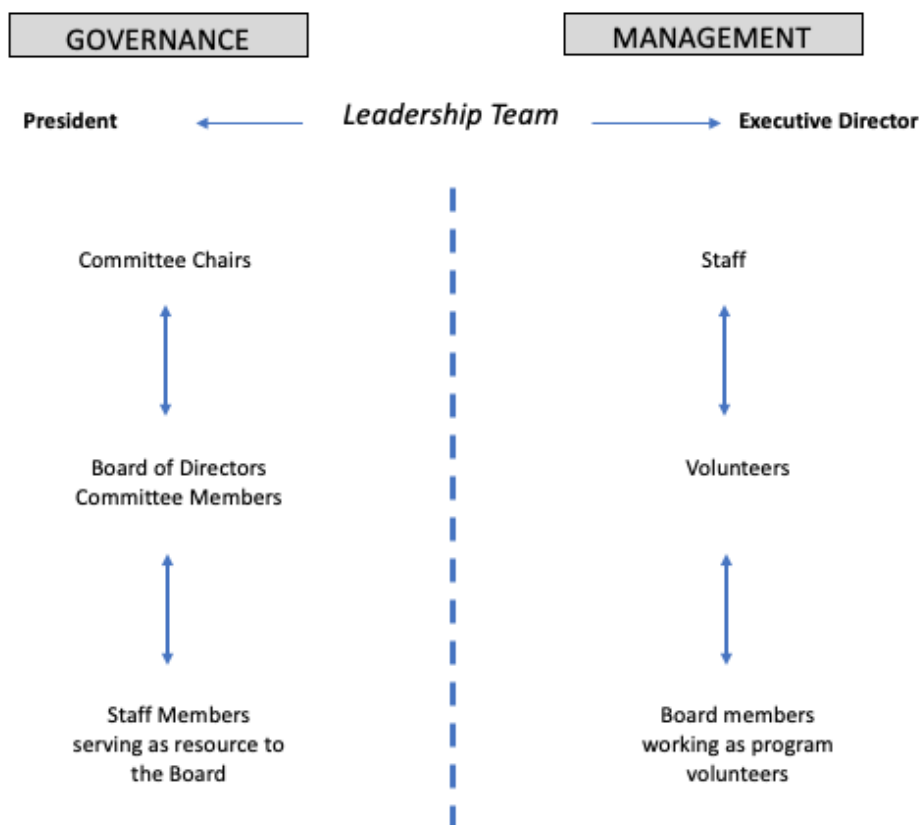 GOVERNANCE
MANAGEMENT
President
Leadership Team
Executive Director
Committee Chairs
Staff
Board of Directors
Committee Members
Volunteers
Staff Members
serving as resource to
the Board
Board members
working as program
volunteers